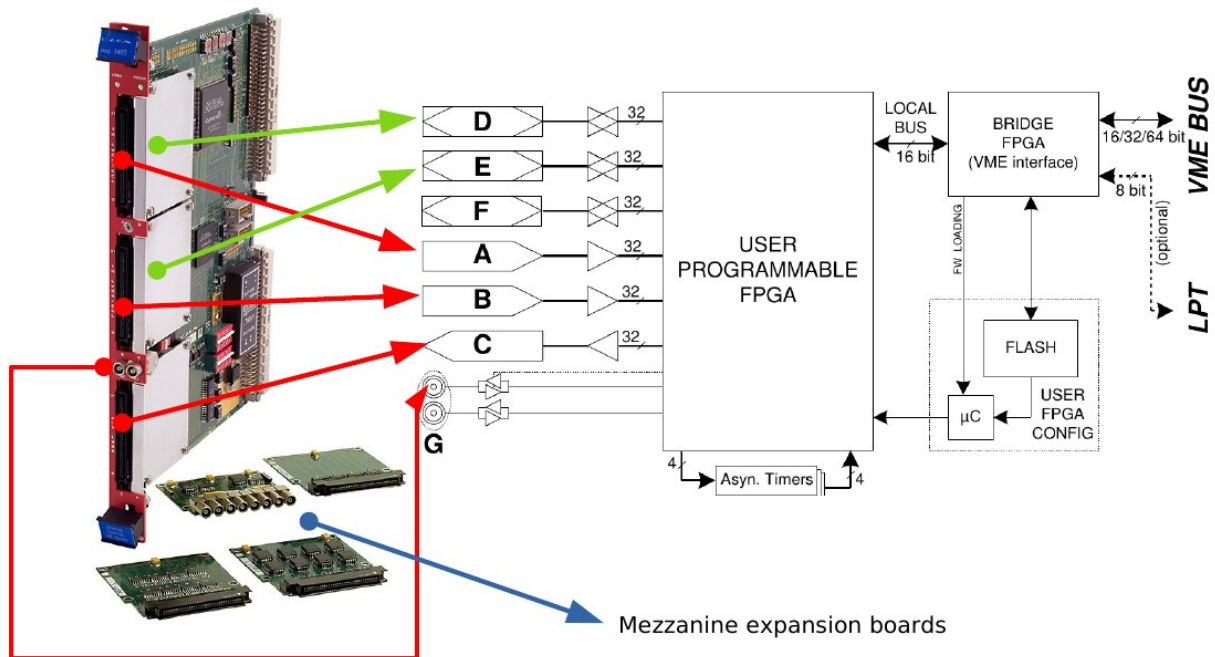 D
32
E
32
F
32
A
32
B
32
C
32
G
USER
PROGRAMMABLE
FPGA
4
Asyn. Timers
4
LOCAL
BUS
16 bit
BRIDGE
FPGA
(VME interface)
16/32/64 bit
VME BUS
8 bit
(optional)
LPT
FW LOADING
FLASH
µC
USER
FPGA
CONFIG
Mezzanine expansion boards